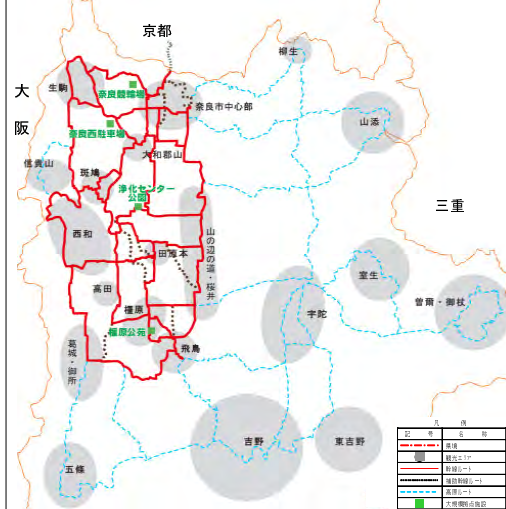 京都
柳生
大阪
生駒
奈良競輪場
奈良市中心部
山添
奈良西駐車場
大和郡山
信貴山
斑鳩
浄化センター
公園
三重
西和
山の辺の道・桜井
田原本
室生
高田
曽爾・御杖
橿原
宇陀
橿原公苑
飛鳥
葛城・御所
吉野
東吉野
五條
凡 例
記 号 名 称
県境
観光エリア
幹線ルート
補助幹線ルート
高原ルート
大規模拠点施設